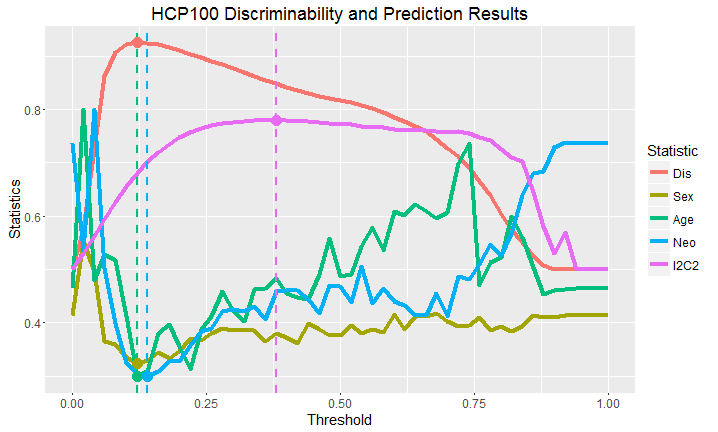 HCP100 Discriminability and Prediction Results
Statistics
0.8
0.6
0.4
0.00 0.25 0.50 0.75 1.00
Threshold
Statistic
Dis
Sex
Age
Neo
I2C2